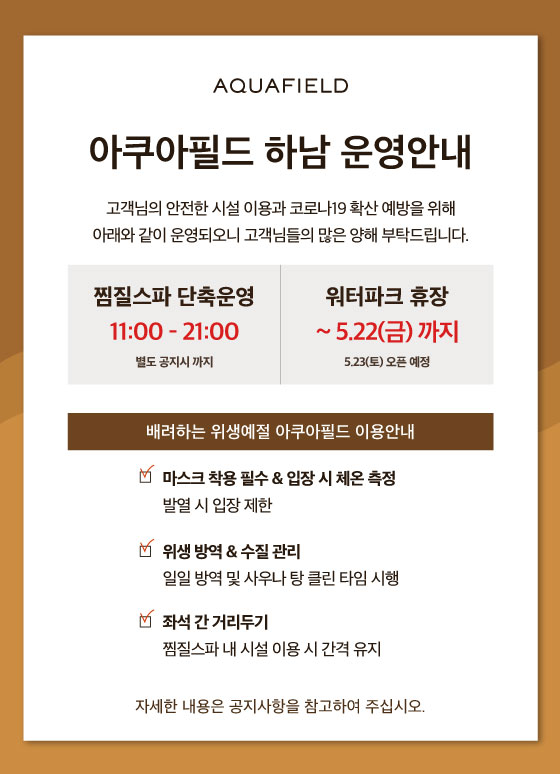 AQUAFIELD
아쿠아필드 하남 운영안내
고객님의 안전한 시설 이용과 코로나19 확산 예방을 위해
아래와 같이 운영되오니 고객님들의 많은 양해 부탁드립니다.
찜질스파 단축운영
11:00 - 21:00
별도 공지시 까지
워터파크 휴장
~ 5.22(금) 까지
5.23(토) 오픈 예정
배려하는 위생예절 아쿠아필드 이용안내
마스크 착용 필수 & 입장 시 체온 측정
발열 시 입장 제한
위생 방역 & 수질 관리
일일 방역 및 사우나 탕 클린 타임 시행
좌석 간 거리두기
찜질스파 내 시설 이용 시 간격 유지
자세한 내용은 공지사항을 참고하여 주십시오.